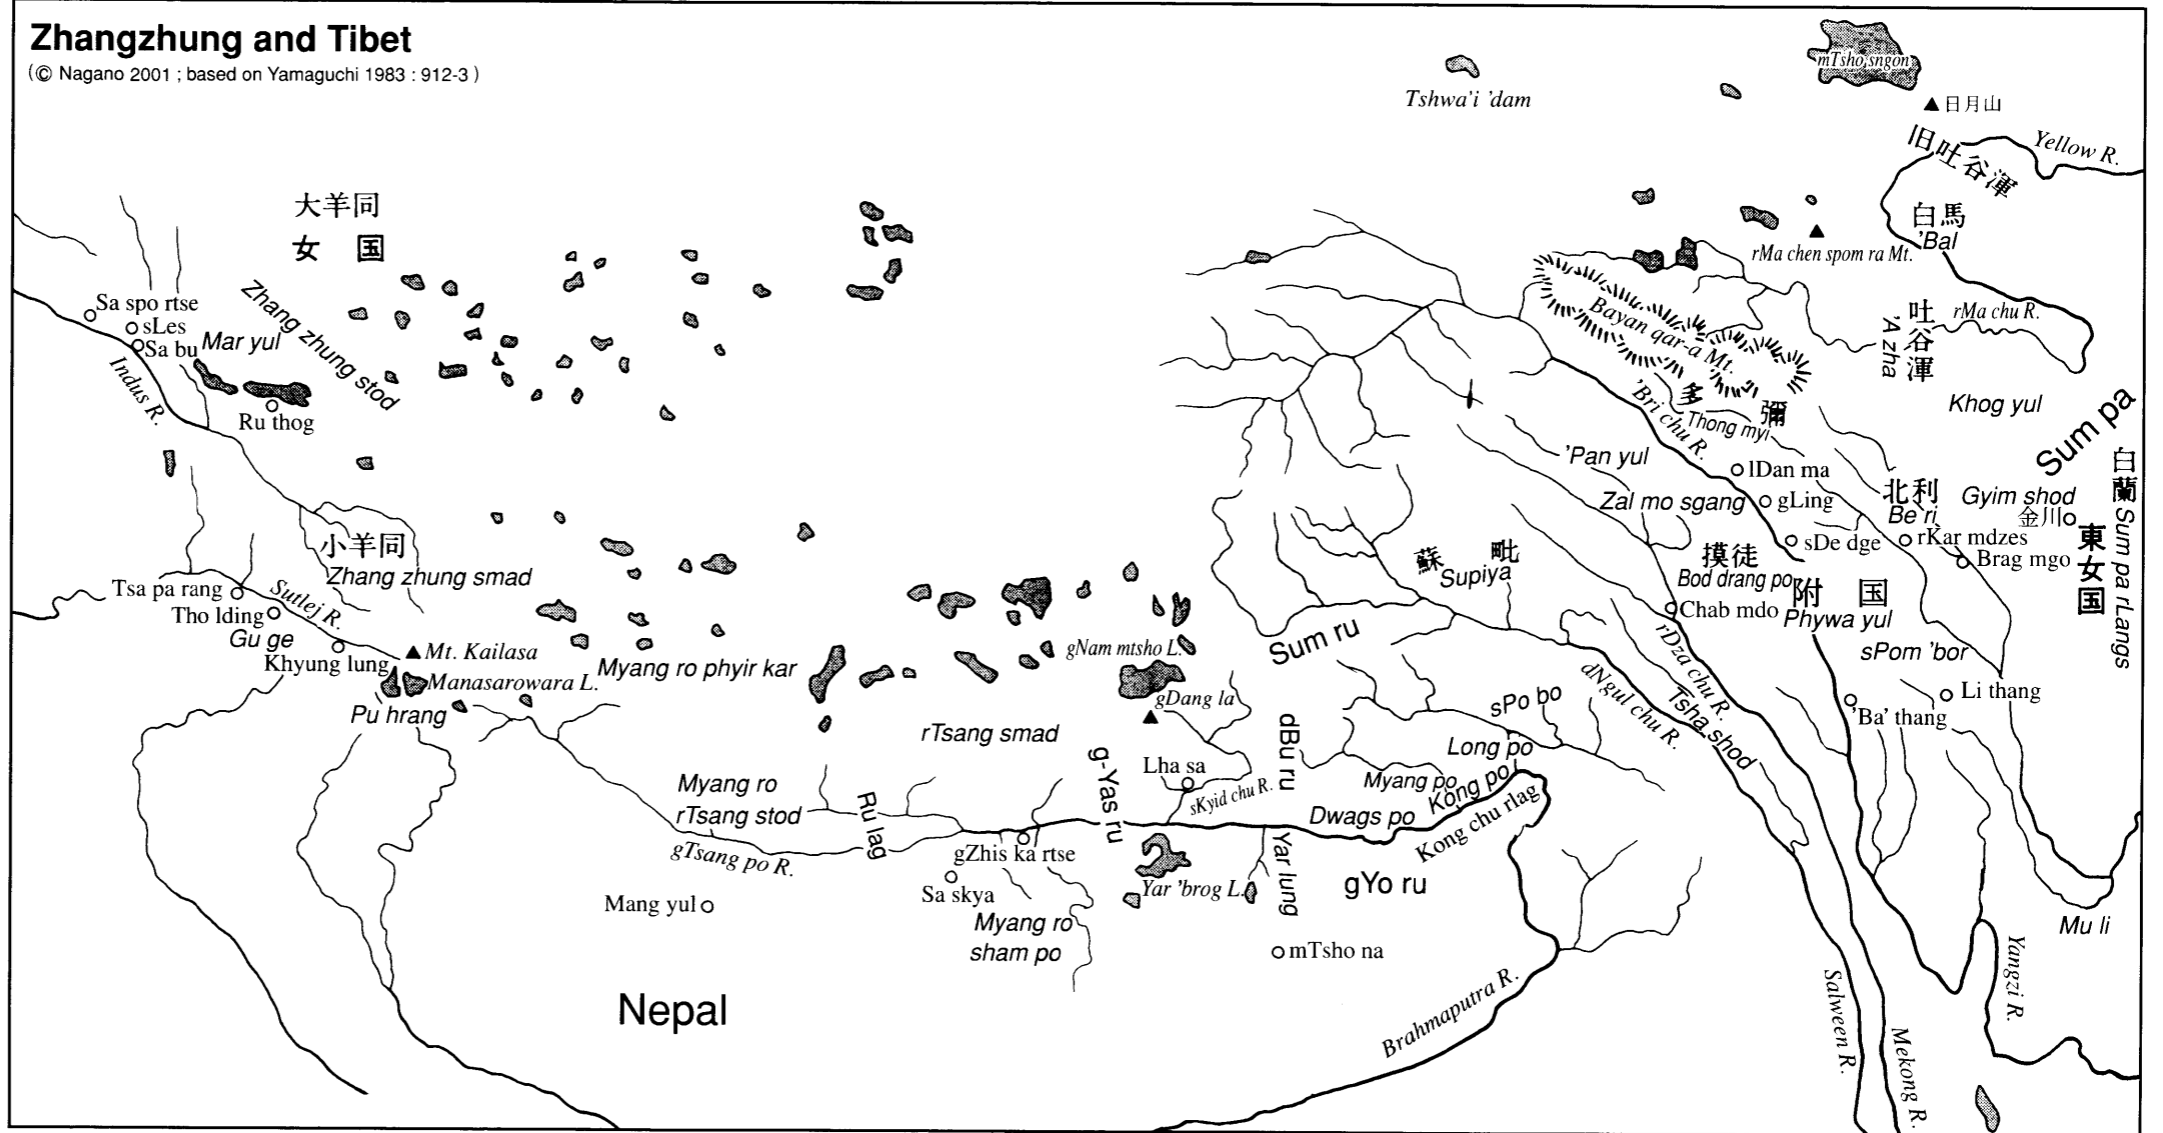 Zhangzhung and Tibet
(© Nagano 2001 ; based on Yamaguchi 1983 : 912-3 )
mTsho sngon
Tshwa'i 'dam
日月山
旧吐谷渾
Yellow R.
大羊同
女国
白馬
'Bal
rMa chen spom ra Mt.
Zhang zhung stod
Sa spo rtse
sLes
Sa bu
Mar yul
Indus R.
Ru thog
Bayan qar-a Mt.
吐谷渾
'A zha
rMa chu R.
多彌
Thong myi
'Bri chu R.
Khog yul
Sum pa
白蘭 Sum pa rLangs
'Pan yul
lDan ma
Zal mo sgang
gLing
北利
Be ri
Gyim shod
金川
東女国
sDe dge
rKar mdzes
Brag mgo
小羊同
Zhang zhung smad
蘇毗
Supiya
摸徒
Bod drang po
附国
Phywa yul
Chab mdo
Tsa pa rang
Tho lding
Sutlej R.
Gu ge
Khyung lung
Mt. Kailasa
Manasarowara L.
Pu hrang
Myang ro phyir kar
gNam mtsho L.
Sum ru
gDang la
sPom 'bor
Li thang
'Ba' thang
rDza chu R.
dNgul chu R.
Tsha shod
sPo bo
rTsang smad
g-Yas ru
dBu ru
Long po
Lha sa
sKyid chu R.
Myang po
Kong po
Kong chu rlag
Dwags po
Myang ro
rTsang stod
Ru lag
gTsang po R.
gZhis ka rtse
Sa skya
Yar 'brog L.
Yar lung
gYo ru
Mang yul
Myang ro
sham po
mTsho na
Mu li
Nepal
Brahmaputra R.
Salween R.
Mekong R.
Yangzi R.